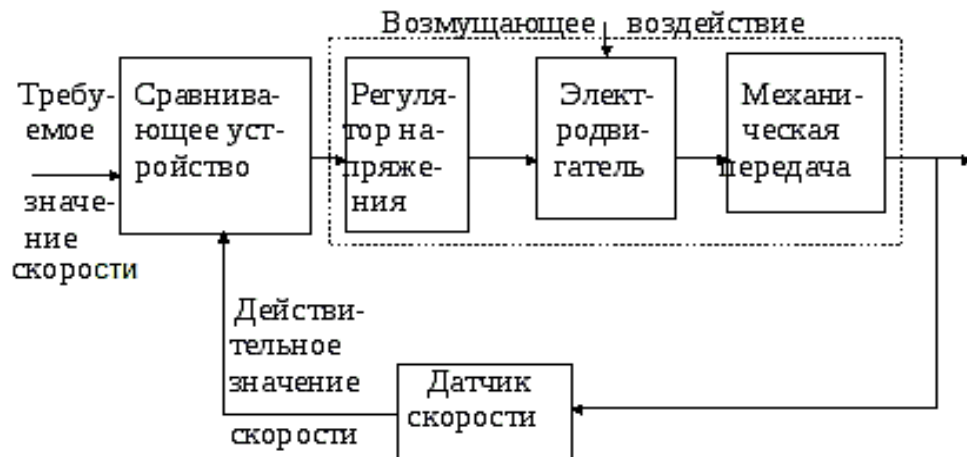 Возмущающее воздействие
Требу-
емое
значе-
ние
скорости
Сравнива-
ющее уст-
ройство
Регуля-
тор на-
пряже-
ния
Элект-
родви-
гатель
Механи-
ческая
передача
Действи-
тельное
значение
скорости
Датчик
скорости